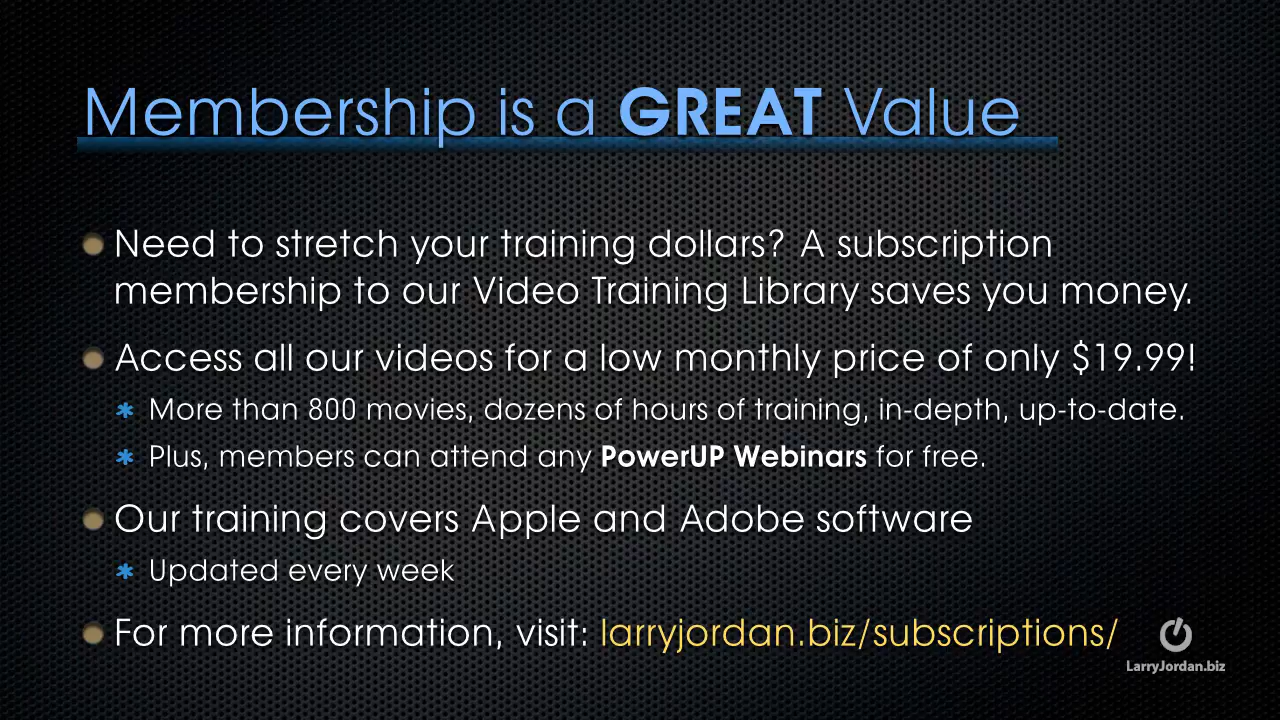 Membership is a GREAT Value
Need to stretch your training dollars? A subscription
membership to our Video Training Library saves you money.
Access all our videos for a low monthly price of only $19.99!
More than 800 movies, dozens of hours of training, in-depth, up-to-date.
Plus, members can attend any PowerUP Webinars for free.
Our training covers Apple and Adobe software
Updated every week
For more information, visit: larryjordan.biz/subscriptions/
LarryJordan.biz